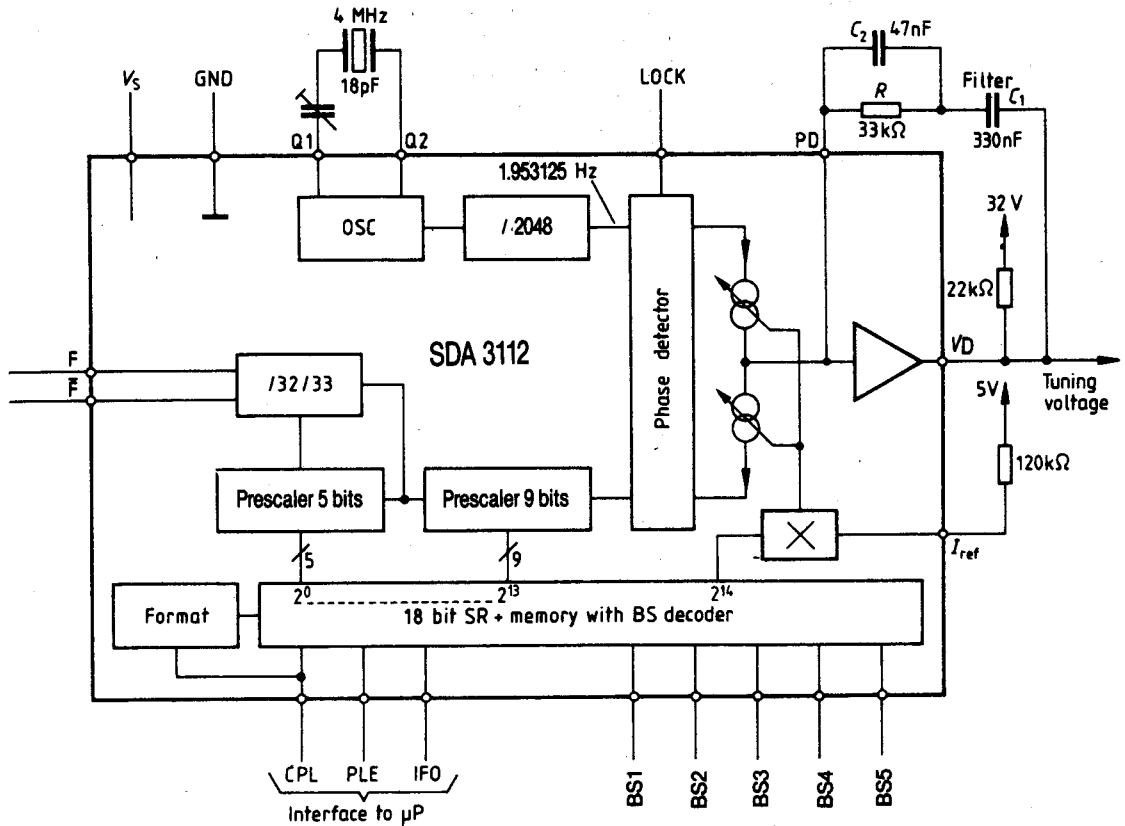 4 MHz
18pF
C₂ 47nF
R
33kΩ
Filter
C₁
330nF
V_S
GND
Q1
Q2
LOCK
PD
1.953125 Hz
OSC
/ 2048
Phase detector
32 V
22kΩ
SDA 3112
F
F̅
/32/33
VD
Tuning
voltage
5V
120kΩ
Prescaler 5 bits
Prescaler 9 bits
5
9
I_ref
Format
2⁰ 2¹³ 2¹⁴
18 bit SR + memory with BS decoder
CPL PLE IFO
Interface to µP
BS1
BS2
BS3
BS4
BS5